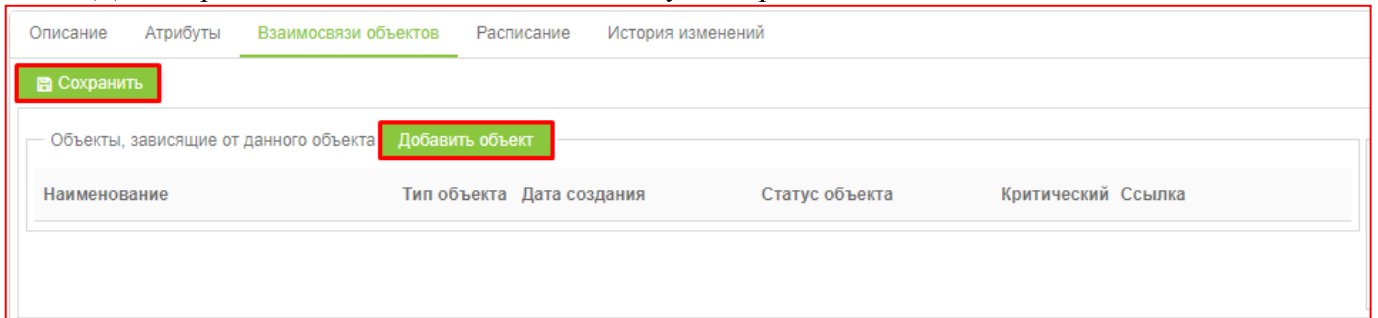 Описание Атрибуты Взаимосвязи объектов Расписание История изменений
Сохранить
Объекты, зависящие от данного объекта Добавить объект
Наименование Тип объекта Дата создания Статус объекта Критический Ссылка